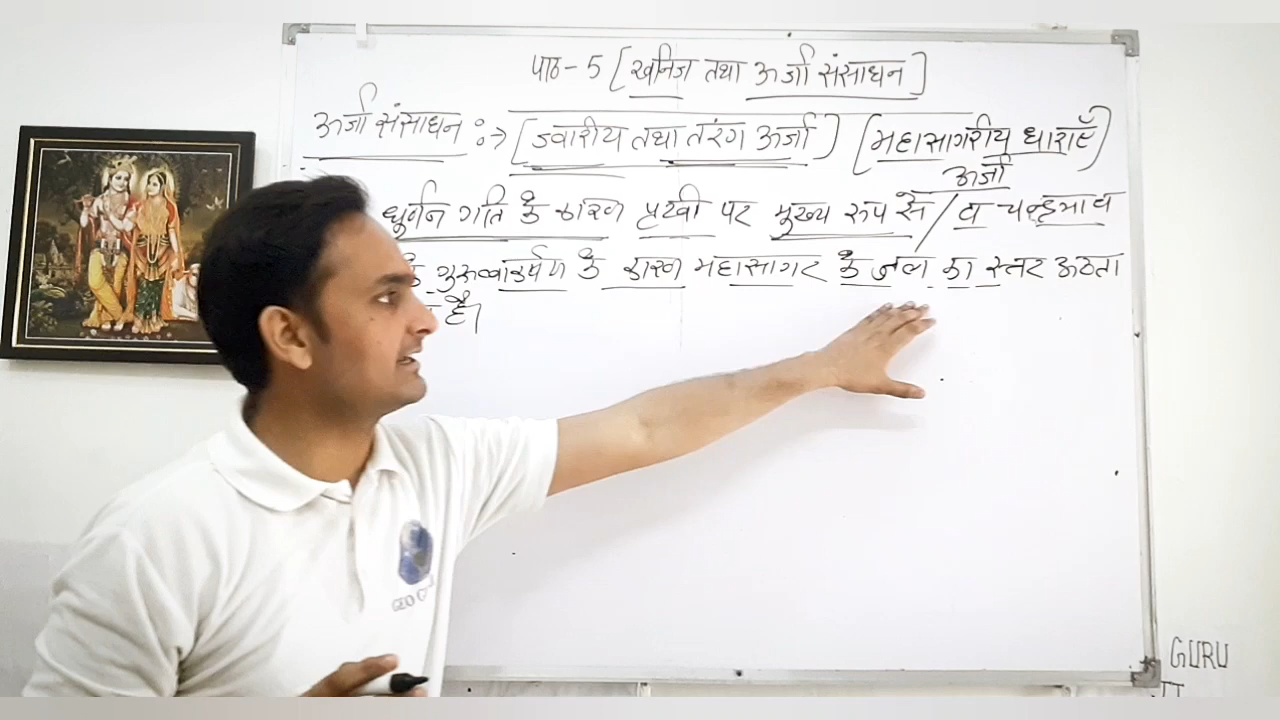 पाठ - 5 [ खनिज तथा ऊर्जा संसाधन ]
ऊर्जा संसाधन :→ [ ज्वारीय तथा तरंग ऊर्जा ] [ महासागरीय धाराएँ ]
ऊर्जा
घुर्णन गति के कारण पृथ्वी पर मुख्य रूप से / व चन्द्रमा व
के गुरुत्वाकर्षण के कारण महासागर के जल का स्तर ऊठता
है।
GURU